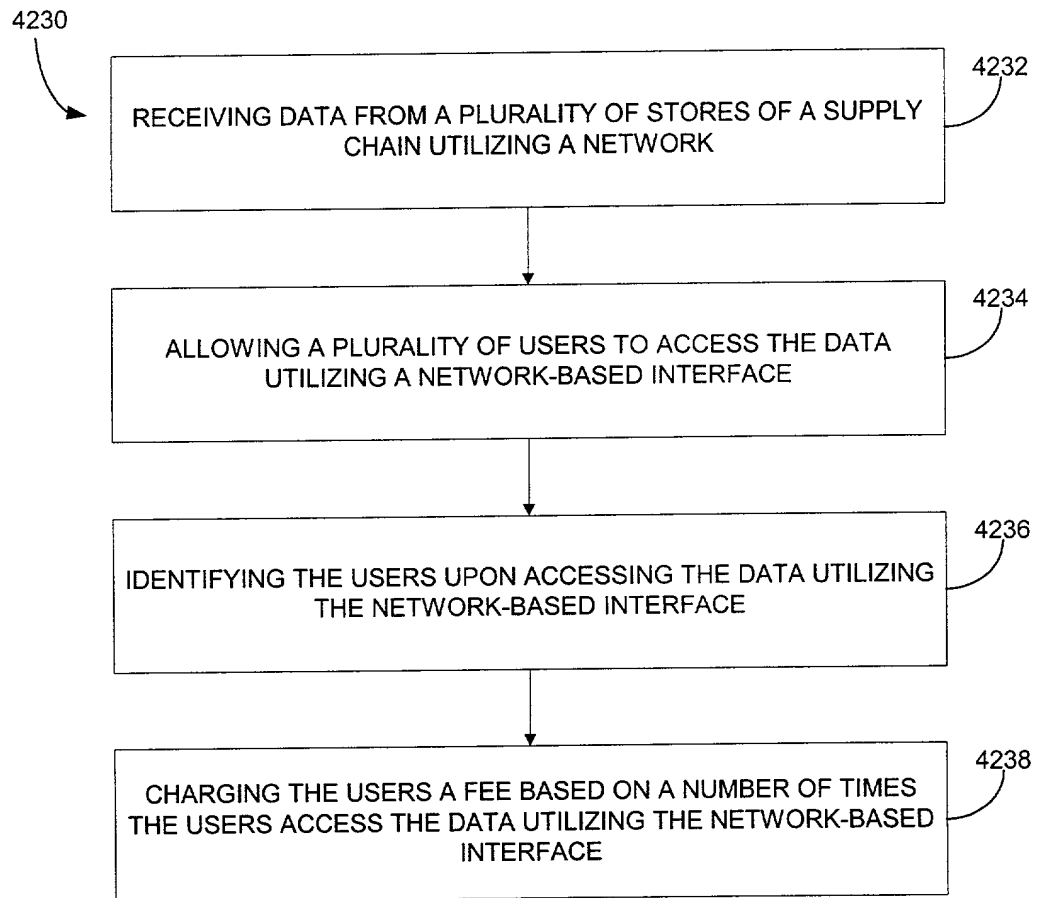 4230
4232
RECEIVING DATA FROM A PLURALITY OF STORES OF A SUPPLY
CHAIN UTILIZING A NETWORK
4234
ALLOWING A PLURALITY OF USERS TO ACCESS THE DATA
UTILIZING A NETWORK-BASED INTERFACE
4236
IDENTIFYING THE USERS UPON ACCESSING THE DATA UTILIZING
THE NETWORK-BASED INTERFACE
4238
CHARGING THE USERS A FEE BASED ON A NUMBER OF TIMES
THE USERS ACCESS THE DATA UTILIZING THE NETWORK-BASED
INTERFACE